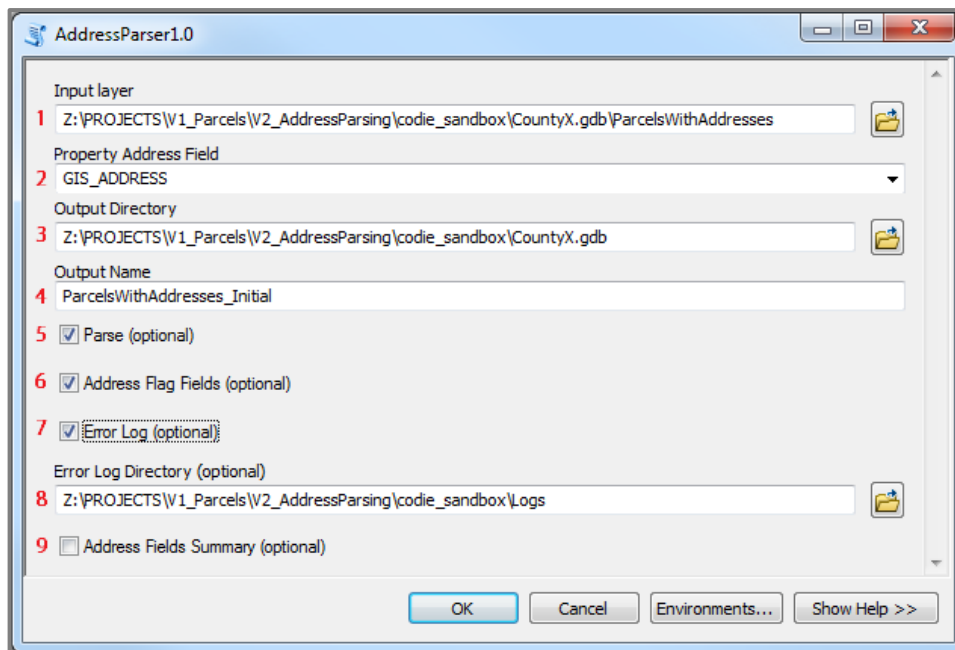 AddressParser1.0
Input layer
1 Z:\PROJECTS\V1_Parcels\V2_AddressParsing\codie_sandbox\CountyX.gdb\ParcelsWithAddresses
Property Address Field
2 GIS_ADDRESS
Output Directory
3 Z:\PROJECTS\V1_Parcels\V2_AddressParsing\codie_sandbox\CountyX.gdb
Output Name
4 ParcelsWithAddresses_Initial
5 Parse (optional)
6 Address Flag Fields (optional)
7 Error Log (optional)
Error Log Directory (optional)
8 Z:\PROJECTS\V1_Parcels\V2_AddressParsing\codie_sandbox\Logs
9 Address Fields Summary (optional)
OK Cancel Environments... Show Help >>